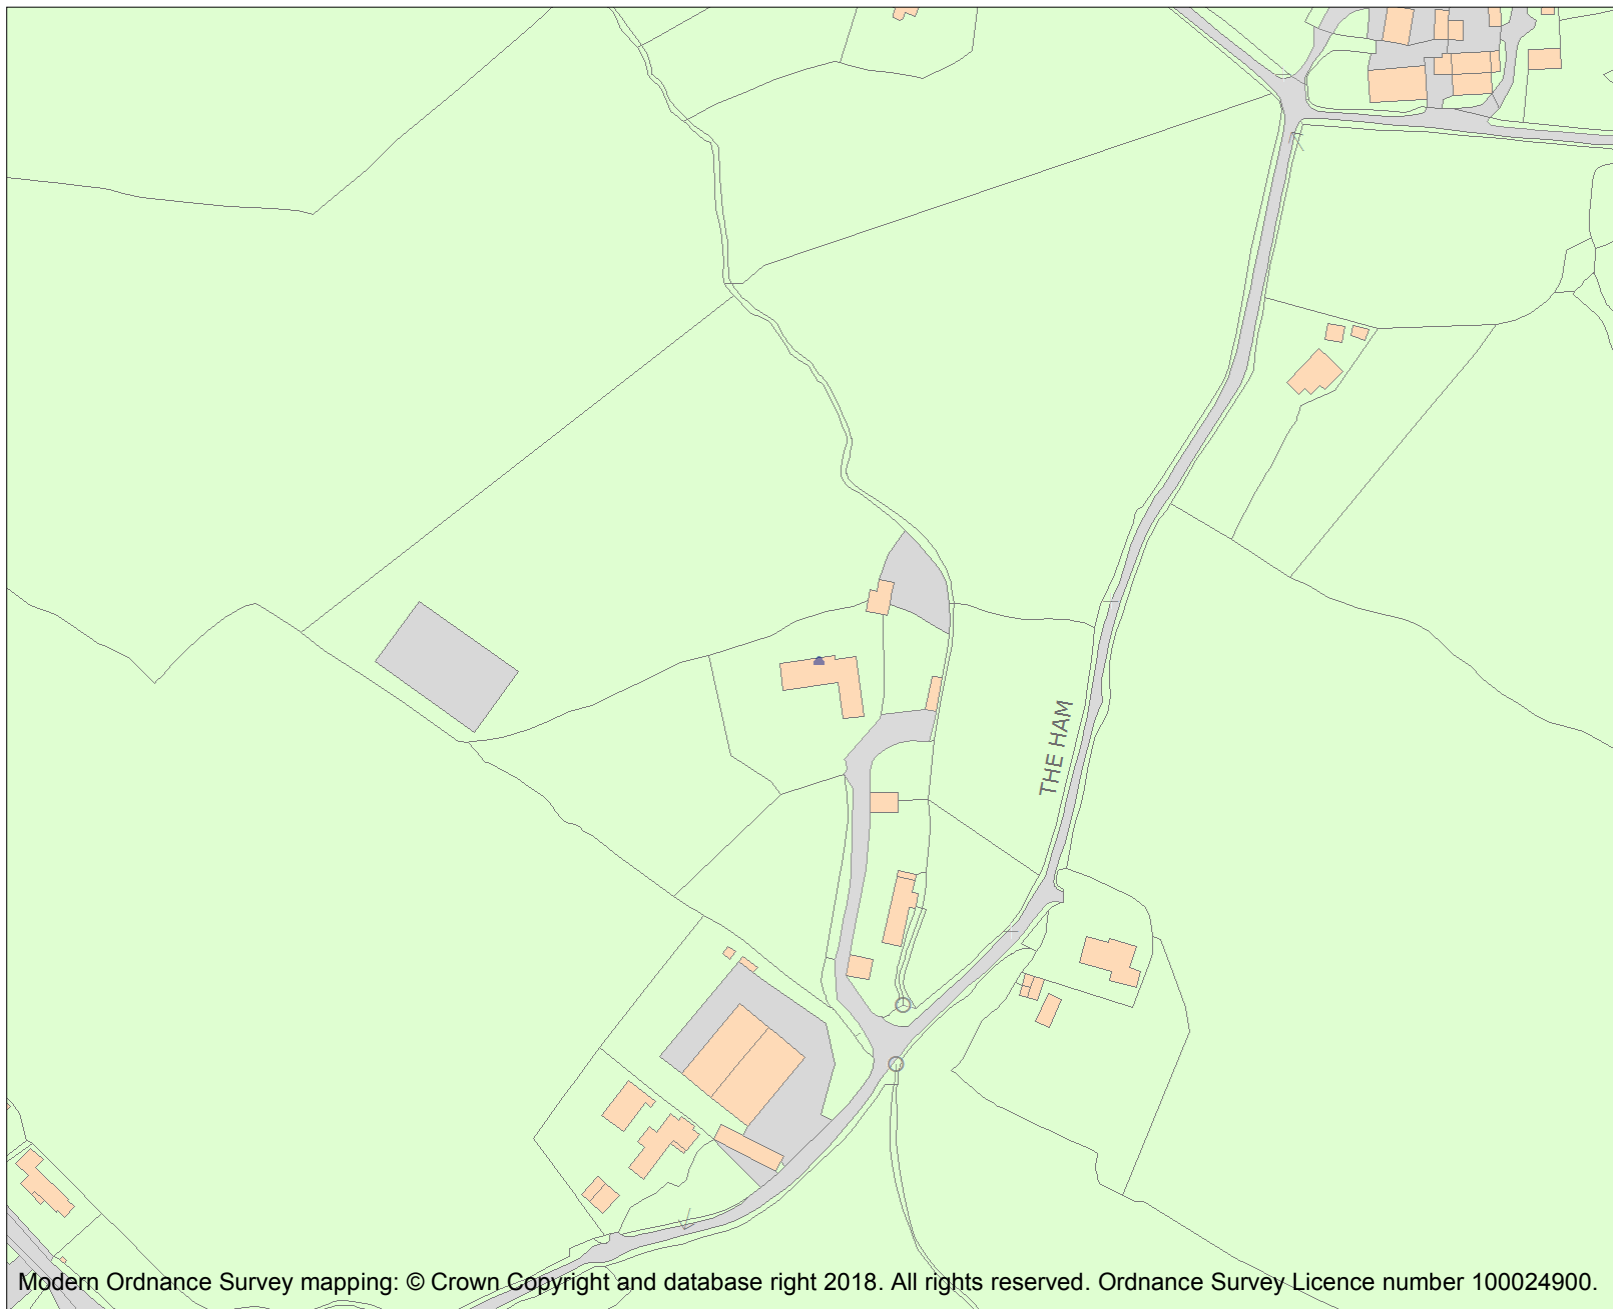 THE HAM
Modern Ordnance Survey mapping: © Crown Copyright and database right 2018. All rights reserved. Ordnance Survey Licence number 100024900.